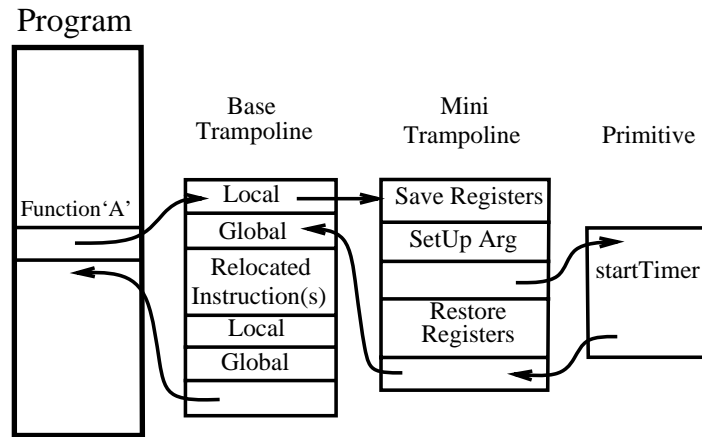 Program
Base
Trampoline
Mini
Trampoline
Primitive
Function‘A’
Local
Global
Relocated
Instruction(s)
Local
Global
Save Registers
SetUp Arg
Restore
Registers
startTimer